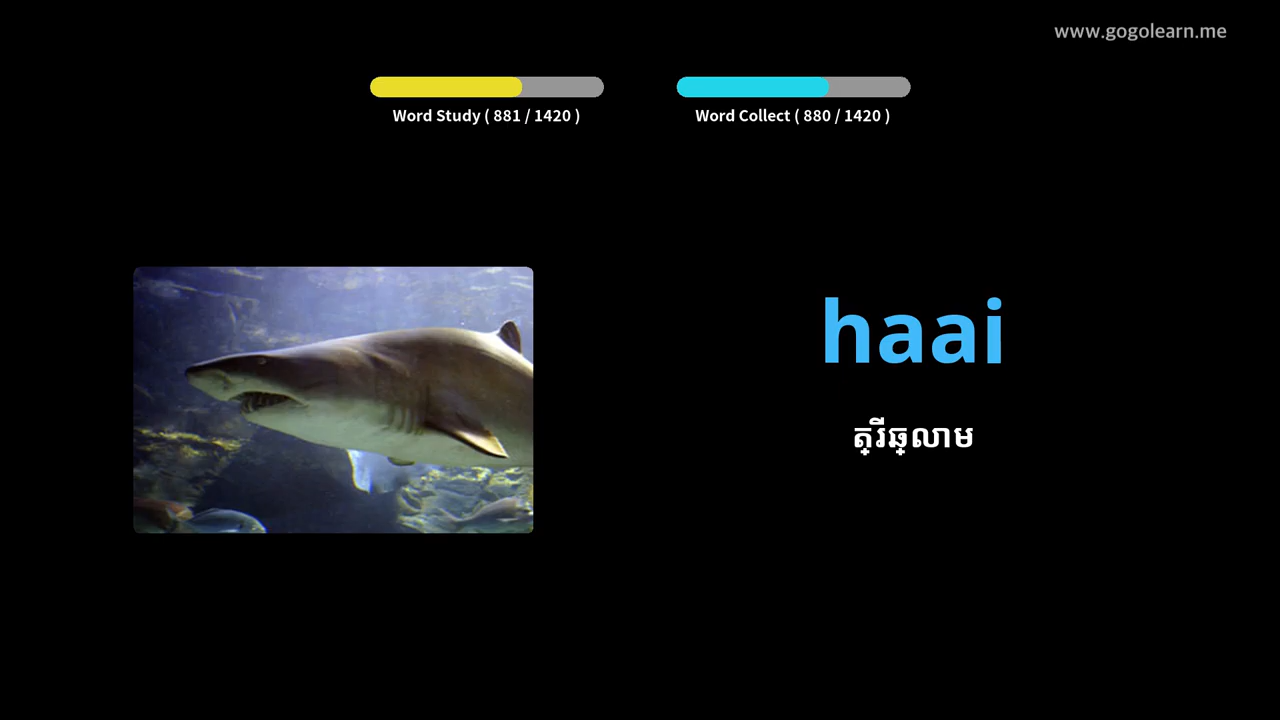 www.gogolearn.me
Word Study ( 881 / 1420 )
Word Collect ( 880 / 1420 )
haai
ត្រីឆ្លាម